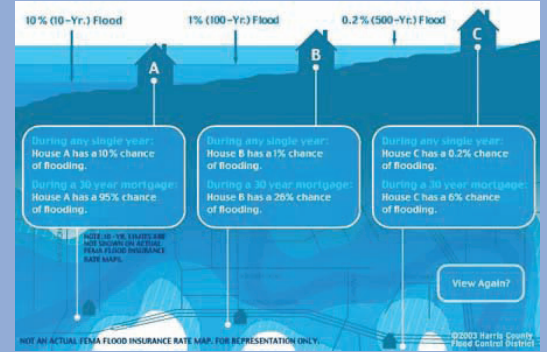 10% (10-Yr.) Flood
1% (100-Yr.) Flood
0.2% (500-Yr.) Flood
A
B
C
During any single year:
House A has a 10% chance
of flooding.
During a 30 year mortgage:
House A has a 95% chance
of flooding.
During any single year:
House B has a 1% chance
of flooding.
During a 30 year mortgage:
House B has a 26% chance
of flooding.
During any single year:
House C has a 0.2% chance
of flooding.
During a 30 year mortgage:
House C has a 6% chance
of flooding.
NOTE: 10-YR. LIMITS ARE
NOT SHOWN ON ACTUAL
FEMA FLOOD INSURANCE
RATE MAPS.
View Again?
NOT AN ACTUAL FEMA FLOOD INSURANCE RATE MAP. FOR REPRESENTATION ONLY.
©2003 Harris County
Flood Control District